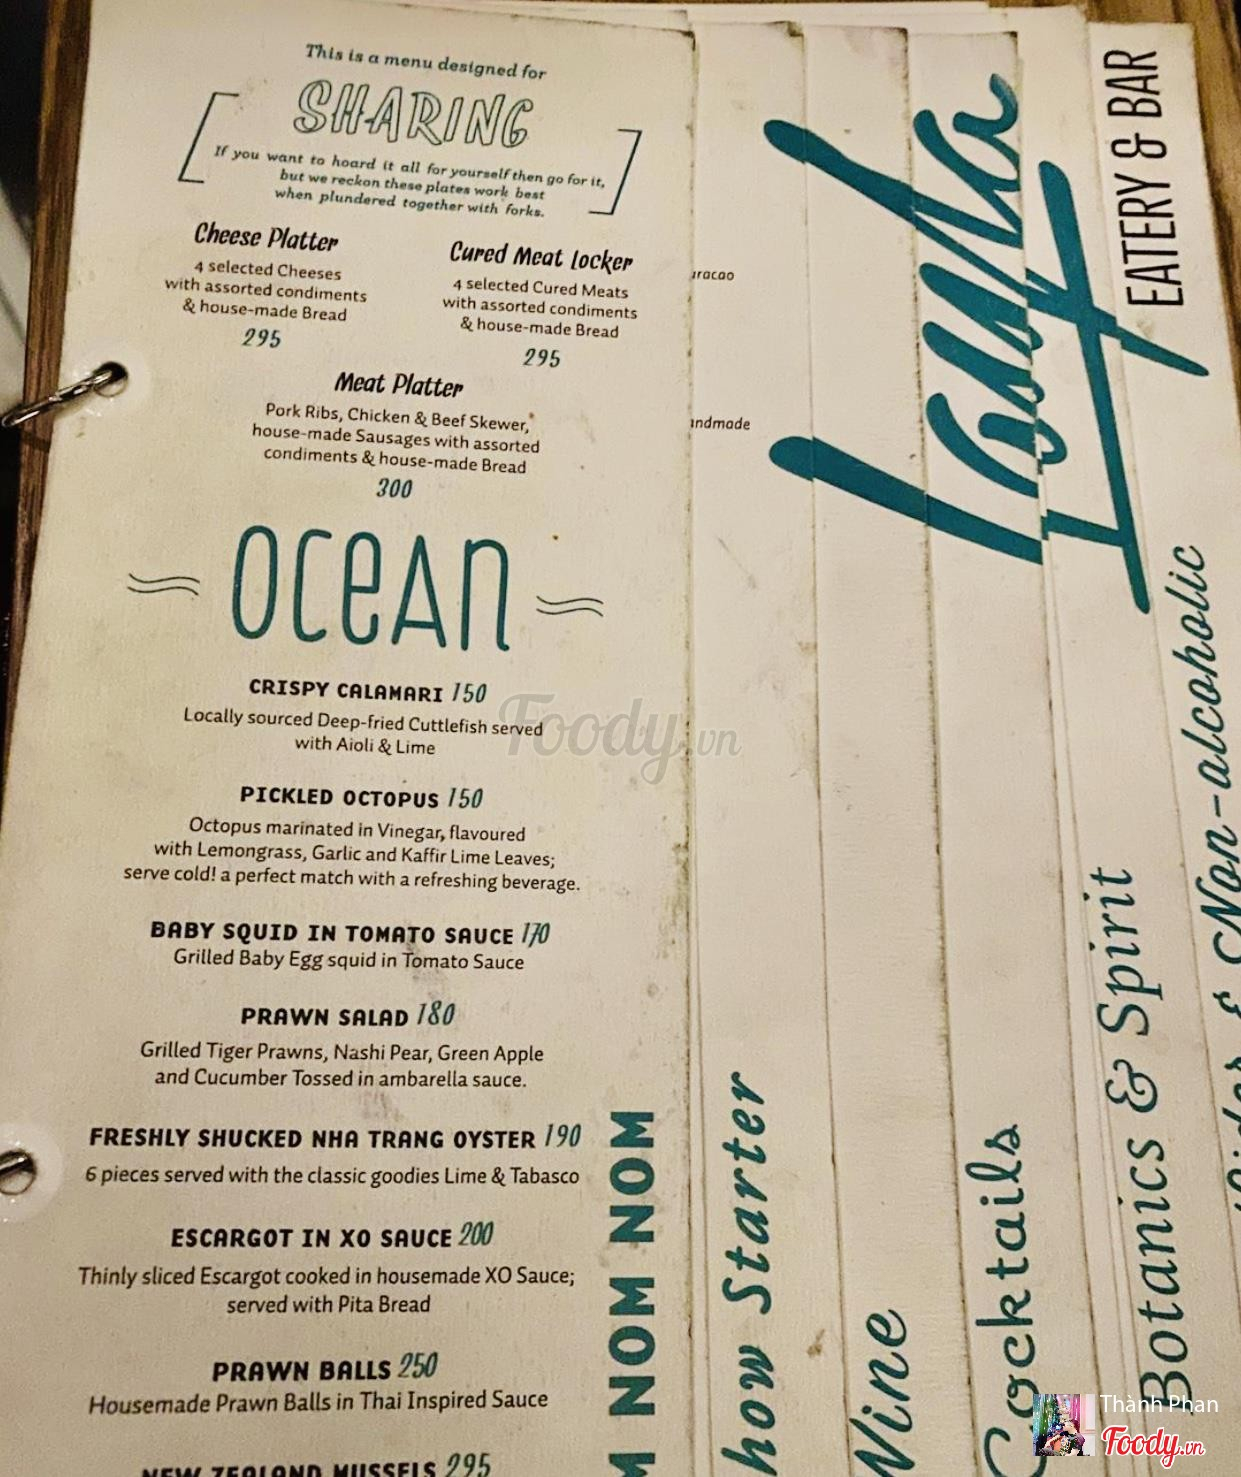 This is a menu designed for
SHARING
If you want to hoard it all for yourself then go for it,
but we reckon these plates work best
when plundered together with forks.
Cheese Platter
4 selected Cheeses
with assorted condiments
& house-made Bread
295
Cured Meat Locker
4 selected Cured Meats
with assorted condiments
& house-made Bread
295
Meat Platter
Pork Ribs, Chicken & Beef Skewer,
house-made Sausages with assorted
condiments & house-made Bread
300
OCEAN
CRISPY CALAMARI 150
Locally sourced Deep-fried Cuttlefish served
with Aioli & Lime
PICKLED OCTOPUS 150
Octopus marinated in Vinegar, flavoured
with Lemongrass, Garlic and Kaffir Lime Leaves;
serve cold! a perfect match with a refreshing beverage.
BABY SQUID IN TOMATO SAUCE 170
Grilled Baby Egg squid in Tomato Sauce
PRAWN SALAD 180
Grilled Tiger Prawns, Nashi Pear, Green Apple
and Cucumber Tossed in ambarella sauce.
FRESHLY SHUCKED NHA TRANG OYSTER 190
6 pieces served with the classic goodies Lime & Tabasco
ESCARGOT IN XO SAUCE 200
Thinly sliced Escargot cooked in housemade XO Sauce;
served with Pita Bread
PRAWN BALLS 250
Housemade Prawn Balls in Thai Inspired Sauce
NEW ZEALAND MUSSELS 295
M NOM NOM
uracao
andmade
how Starter
Wine
Cocktails
Botanics & Spirit
& Non-alcoholic
EATERY & BAR
Foody.vn
Thành Phan
Foody.vn